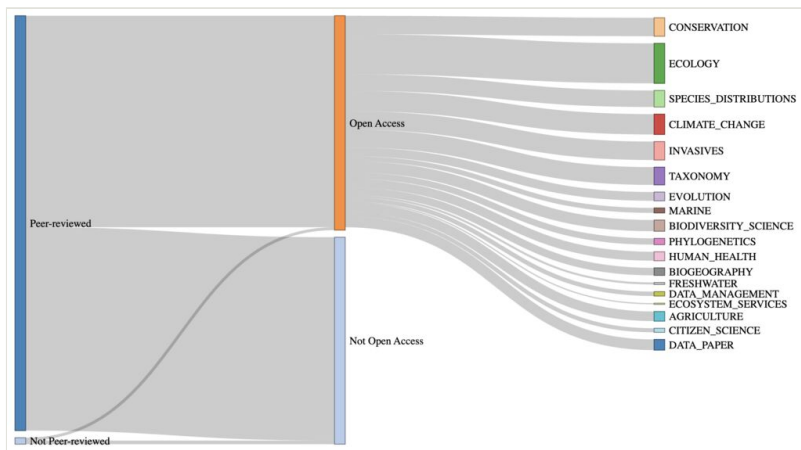 Peer-reviewed
Not Peer-reviewed
Open Access
Not Open Access
CONSERVATION
ECOLOGY
SPECIES_DISTRIBUTIONS
CLIMATE_CHANGE
INVASIVES
TAXONOMY
EVOLUTION
MARINE
BIODIVERSITY_SCIENCE
PHYLOGENETICS
HUMAN_HEALTH
BIOGEOGRAPHY
FRESHWATER
DATA_MANAGEMENT
ECOSYSTEM_SERVICES
AGRICULTURE
CITIZEN_SCIENCE
DATA_PAPER